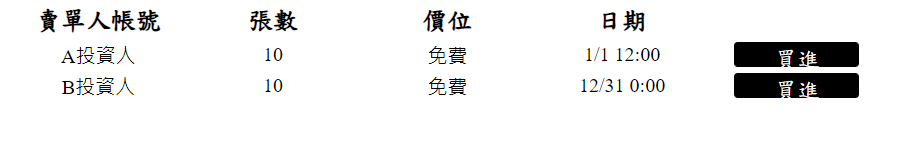 賣單人帳號 張數 價位 日期
A投資人 10 免費 1/1 12:00 買進
B投資人 10 免費 12/31 0:00 買進